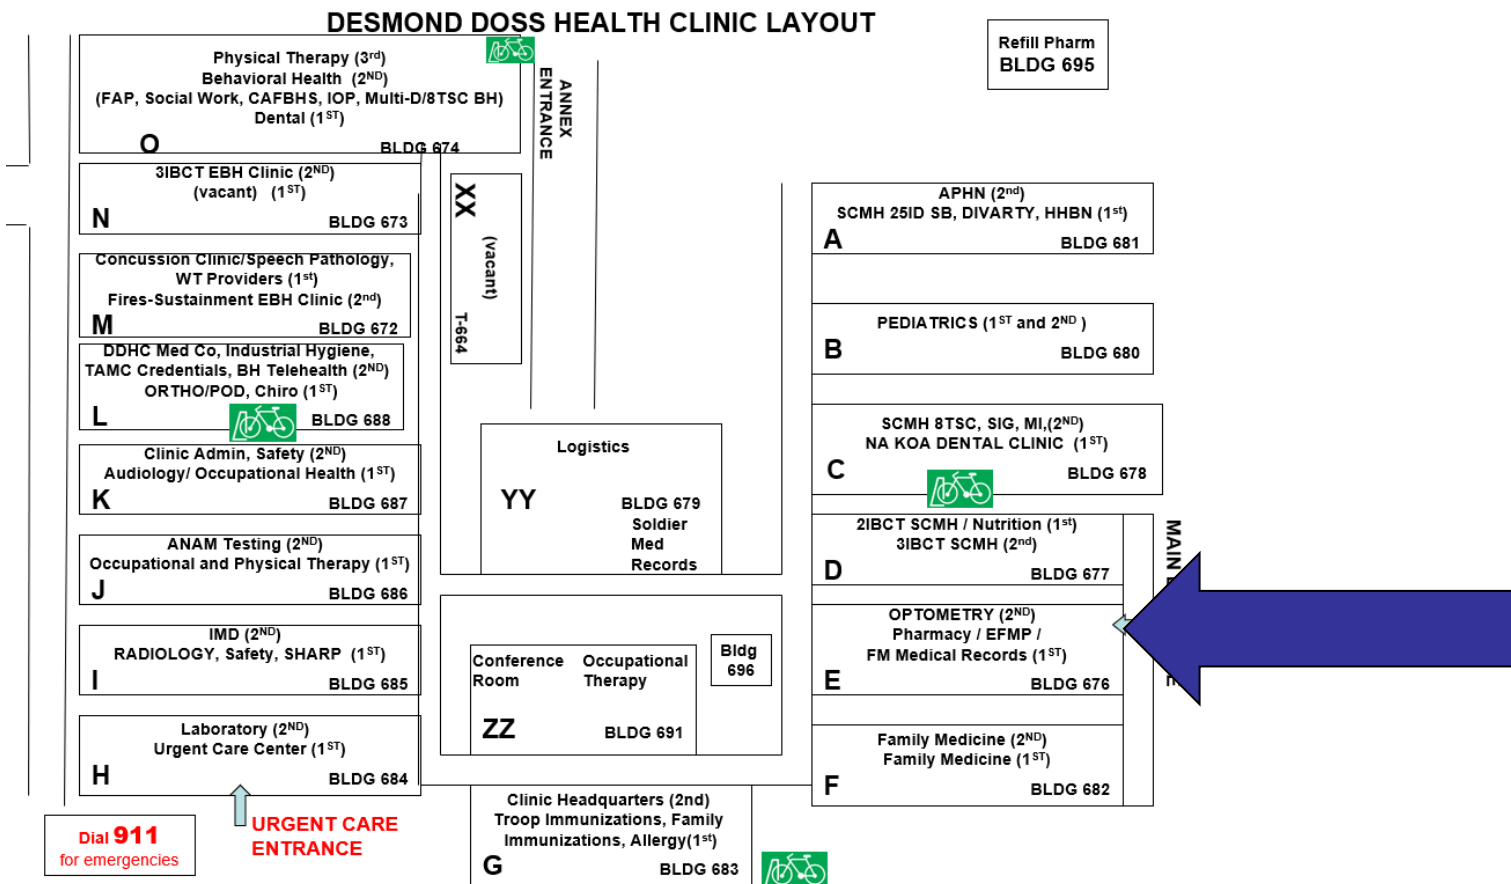 DESMOND DOSS HEALTH CLINIC LAYOUT
Refill Pharm
BLDG 695
Physical Therapy (3rd)
Behavioral Health (2ND)
(FAP, Social Work, CAFBHS, IOP, Multi-D/8TSC BH)
Dental (1ST)
O BLDG 674
ANNEX
ENTRANCE
3IBCT EBH Clinic (2ND)
(vacant) (1ST)
N BLDG 673
XX
(vacant)
T-664
Concussion Clinic/Speech Pathology,
WT Providers (1st)
Fires-Sustainment EBH Clinic (2nd)
M BLDG 672
DDHC Med Co, Industrial Hygiene,
TAMC Credentials, BH Telehealth (2ND)
ORTHO/POD, Chiro (1ST)
L BLDG 688
Clinic Admin, Safety (2ND)
Audiology/ Occupational Health (1ST)
K BLDG 687
ANAM Testing (2ND)
Occupational and Physical Therapy (1ST)
J BLDG 686
IMD (2ND)
RADIOLOGY, Safety, SHARP (1ST)
I BLDG 685
Laboratory (2ND)
Urgent Care Center (1ST)
H BLDG 684
URGENT CARE
ENTRANCE
Dial 911
for emergencies
Logistics
YY BLDG 679
Soldier
Med
Records
Conference Room
Occupational Therapy
ZZ BLDG 691
Bldg
696
Clinic Headquarters (2nd)
Troop Immunizations, Family
Immunizations, Allergy(1st)
G BLDG 683
APHN (2nd)
SCMH 25ID SB, DIVARTY, HHBN (1st)
A BLDG 681
PEDIATRICS (1ST and 2ND )
B BLDG 680
SCMH 8TSC, SIG, MI,(2ND)
NA KOA DENTAL CLINIC (1ST)
C BLDG 678
2IBCT SCMH / Nutrition (1st)
3IBCT SCMH (2nd)
D BLDG 677
OPTOMETRY (2ND)
Pharmacy / EFMP /
FM Medical Records (1ST)
E BLDG 676
Family Medicine (2ND)
Family Medicine (1ST)
F BLDG 682
MAIN